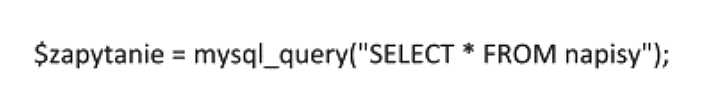 $zapytanie = mysql_query("SELECT * FROM napisy");